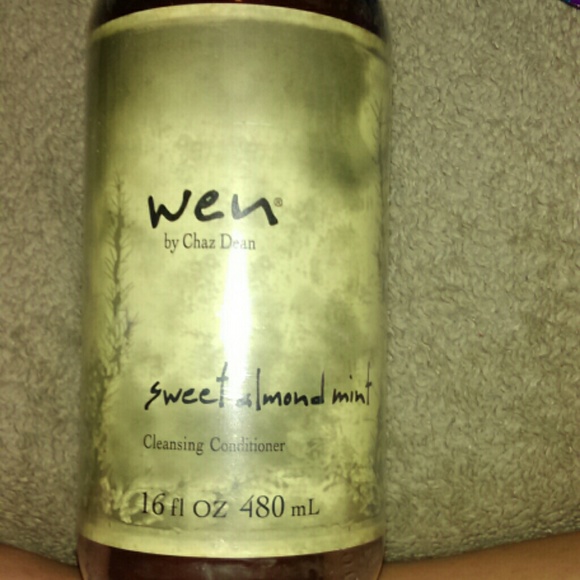 wen®
by Chaz Dean
sweet almond mint
Cleansing Conditioner
16 fl oz 480 mL